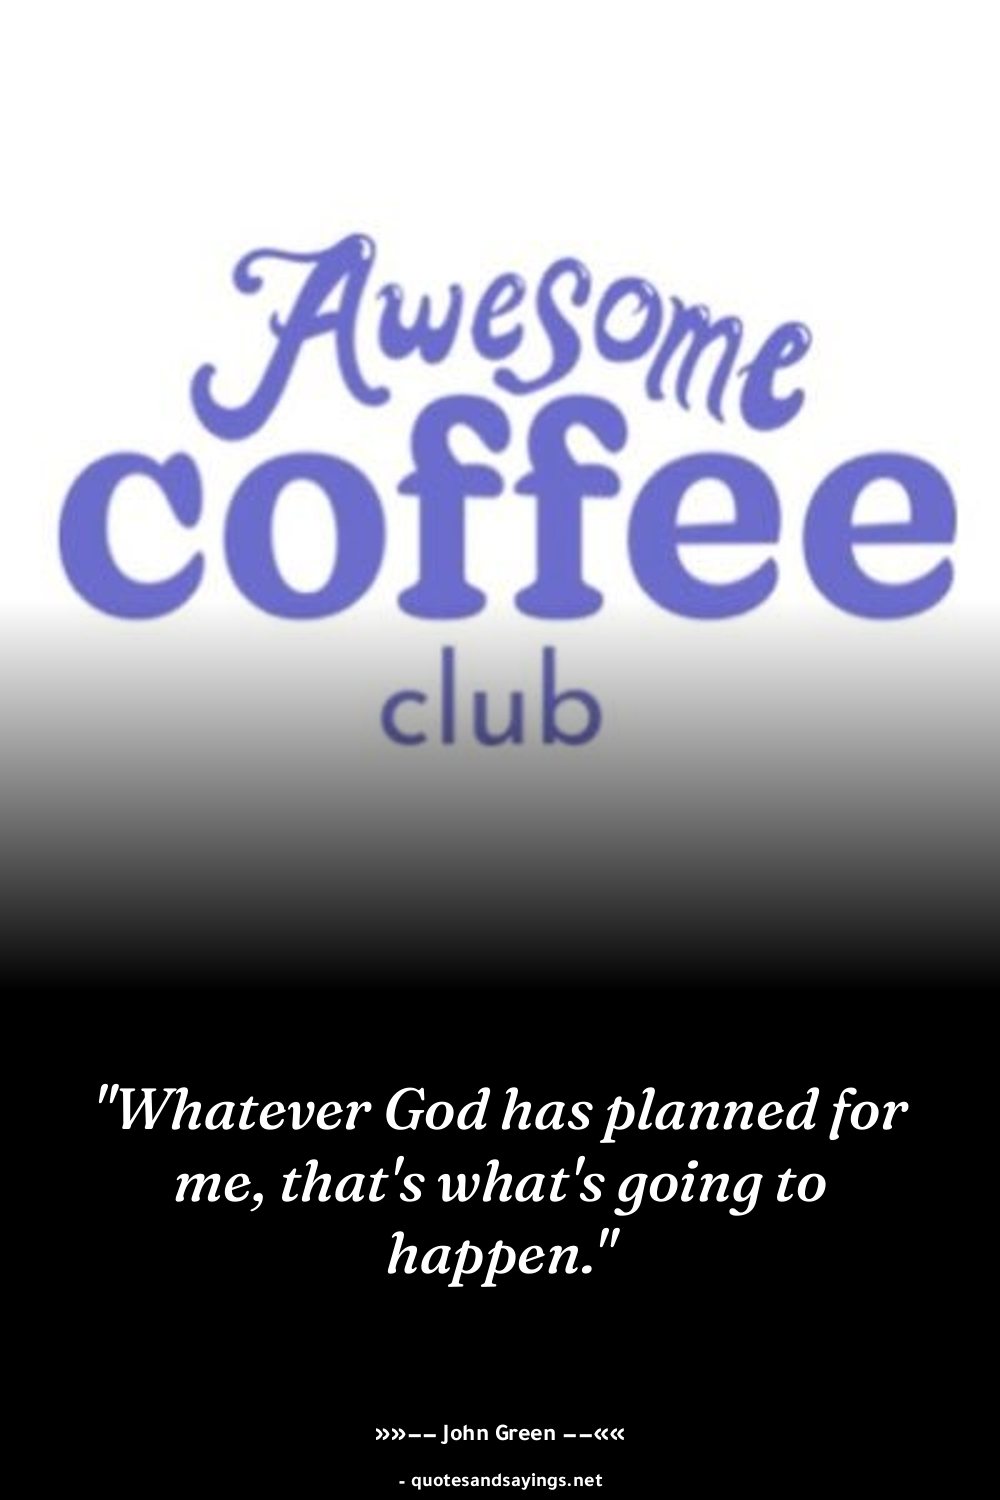 Awesome
coffee
club
"Whatever God has planned for
me, that's what's going to
happen."
»»–– John Green ––««
- quotesandsayings.net